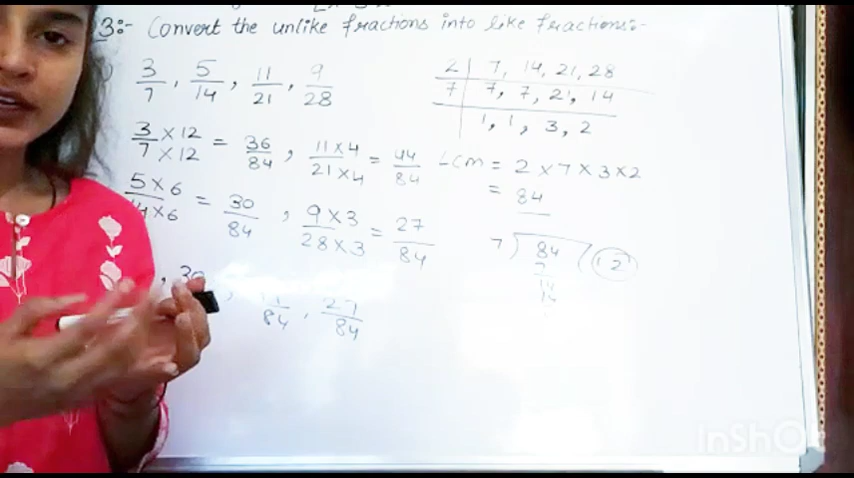 3:- Convert the unlike fractions into like fractions:-
3/7, 5/14, 11/21, 9/28
2 | 7, 14, 21, 28
7 | 7, 7, 21, 14
1, 1, 3, 2
3×12/7×12 = 36/84, 11×4/21×4 = 44/84
LCM = 2×7×3×2
= 84
5×6/14×6 = 30/84, 9×3/28×3 = 27/84
7 ) 84 ( 12
7
14
14
, 30
, /84, 27/84
InShOt